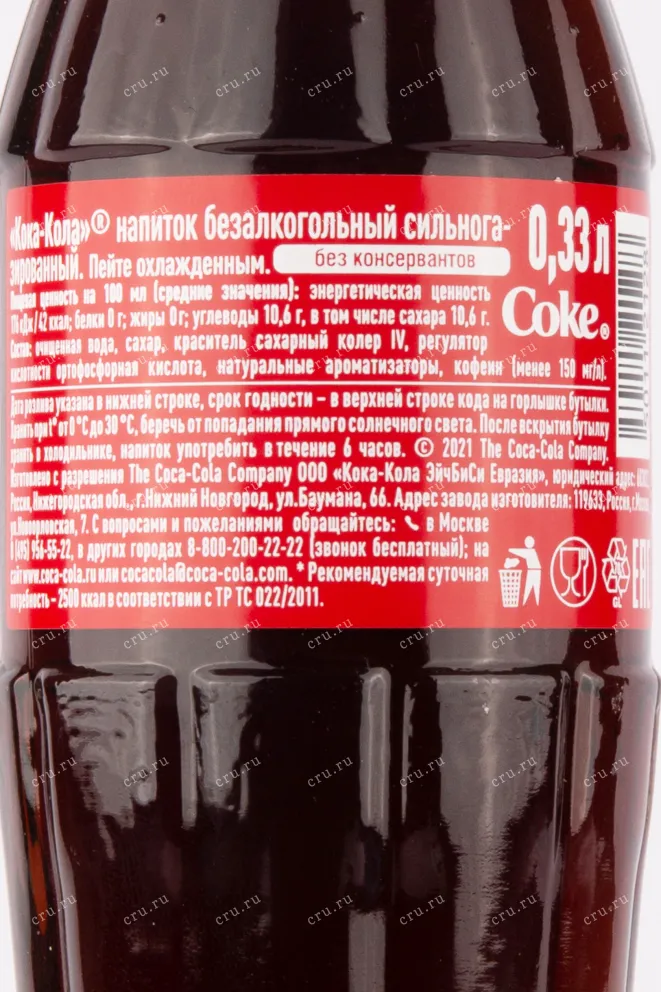 «Кока-Кола»® напиток безалкогольный сильнога-
зированный. Пейте охлажденным.
без консервантов
0,33 л
Coke®
Пищевая ценность на 100 мл (средние значения): энергетическая ценность
кДж / 42 ккал; белки 0 г; жиры 0 г; углеводы 10,6 г, в том числе сахара 10,6 г.
Состав: очищенная вода, сахар, краситель сахарный колер IV, регулятор
кислотности ортофосфорная кислота, натуральные ароматизаторы, кофеин (менее 150 мг/л).
Дата розлива указана в нижней строке, срок годности – в верхней строке кода на горлышке бутылки.
Хранить при t° от 0 °C до 30 °C, беречь от попадания прямого солнечного света. После вскрытия бутылку
хранить в холодильнике, напиток употребить в течение 6 часов. © 2021 The Coca-Cola Company.
Изготовлено с разрешения The Coca-Cola Company ООО «Кока-Кола ЭйчБиСи Евразия», юридический адрес:
Россия, Нижегородская обл., г.Нижний Новгород, ул.Баумана, 66. Адрес завода изготовителя: 119633, Россия, г.
ул.Новоорловская, 7. С вопросами и пожеланиями обращайтесь: в Москве
8 (495) 956-55-22, в других городах 8-800-200-22-22 (звонок бесплатный); на
сайт www.coca-cola.ru или cocacola@coca-cola.com. * Рекомендуемая суточная
потребность - 2500 ккал в соответствии с ТР ТС 022/2011.
GL
cru.ru